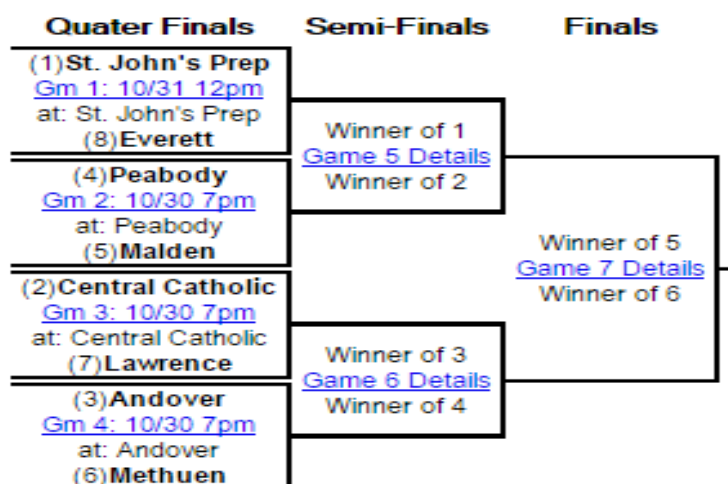 Quater Finals
Semi-Finals
Finals
(1)St. John's Prep
Gm 1: 10/31 12pm
at: St. John's Prep
(8)Everett
(4)Peabody
Gm 2: 10/30 7pm
at: Peabody
(5)Malden
(2)Central Catholic
Gm 3: 10/30 7pm
at: Central Catholic
(7)Lawrence
(3)Andover
Gm 4: 10/30 7pm
at: Andover
(6)Methuen
Winner of 1
Game 5 Details
Winner of 2
Winner of 3
Game 6 Details
Winner of 4
Winner of 5
Game 7 Details
Winner of 6